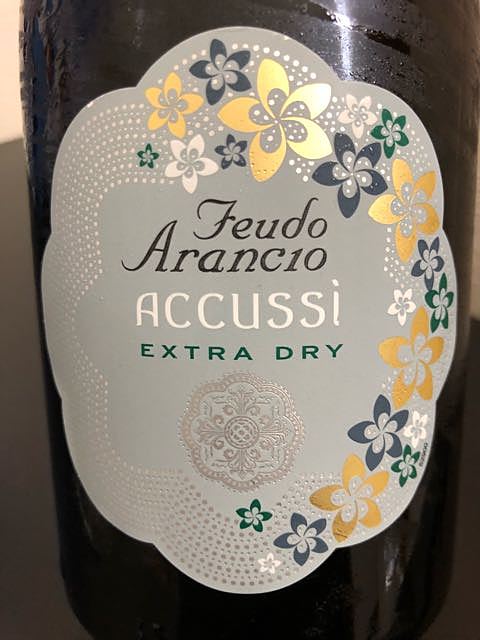 Feudo
Arancio
ACCUSSÌ
EXTRA DRY